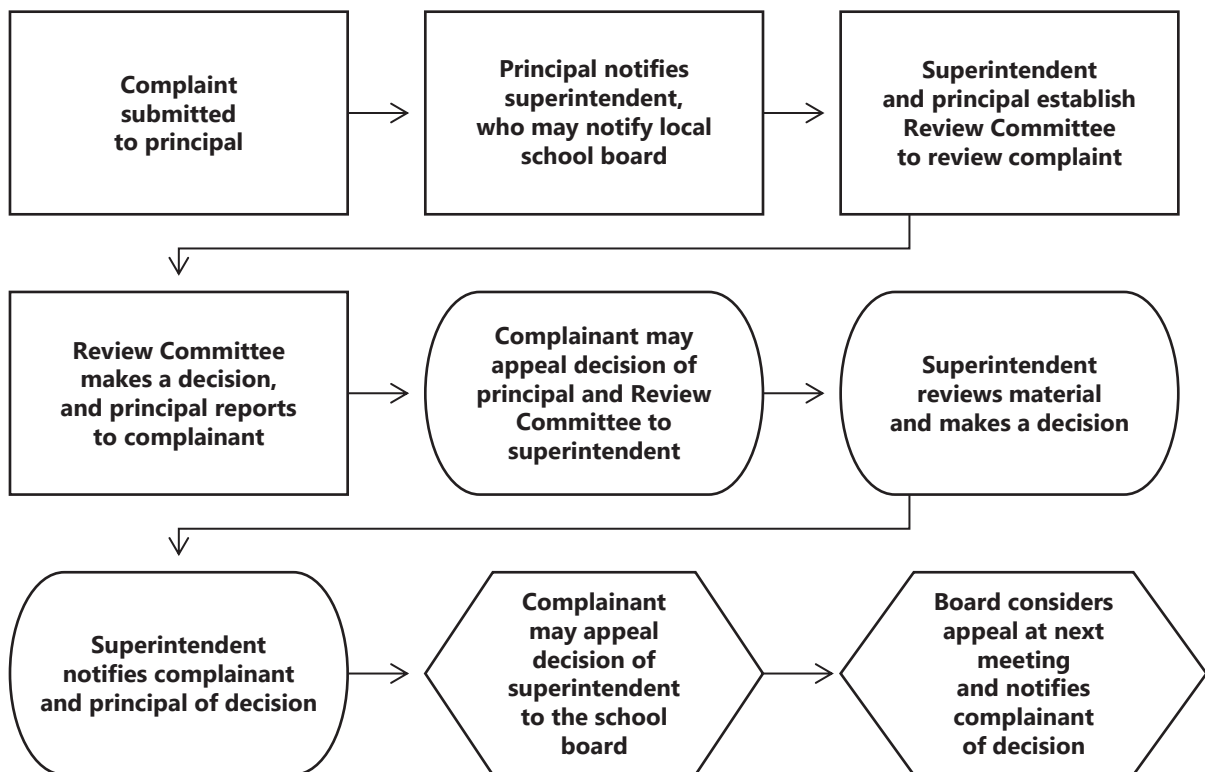 Complaint
submitted
to principal
Principal notifies
superintendent,
who may notify local
school board
Superintendent
and principal establish
Review Committee
to review complaint
Review Committee
makes a decision,
and principal reports
to complainant
Complainant may
appeal decision of
principal and Review
Committee to
superintendent
Superintendent
reviews material
and makes a decision
Superintendent
notifies complainant
and principal of decision
Complainant
may appeal
decision of
superintendent
to the school
board
Board considers
appeal at next
meeting
and notifies
complainant
of decision